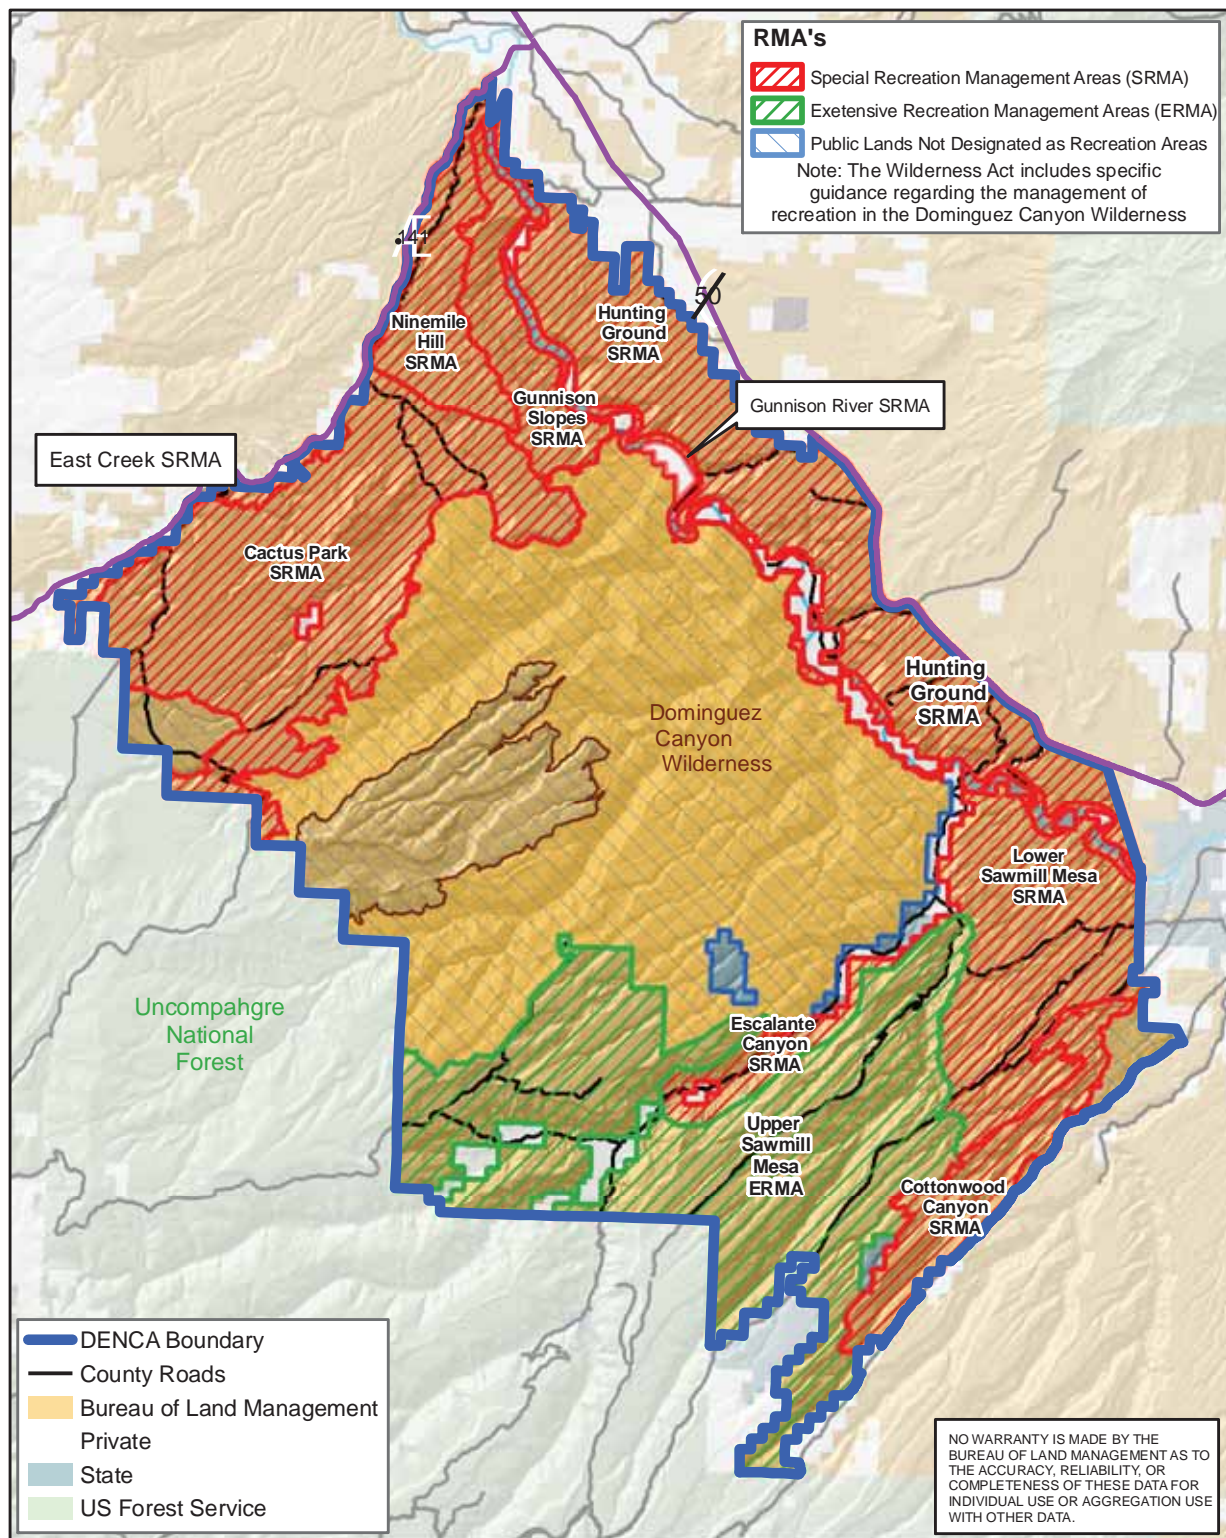 RMA's
Special Recreation Management Areas (SRMA)
Exetensive Recreation Management Areas (ERMA)
Public Lands Not Designated as Recreation Areas
Note: The Wilderness Act includes specific
guidance regarding the management of
recreation in the Dominguez Canyon Wilderness
141
50
Ninemile
Hill
SRMA
Hunting
Ground
SRMA
Gunnison
Slopes
SRMA
Gunnison River SRMA
East Creek SRMA
Cactus Park
SRMA
Hunting
Ground
SRMA
Dominguez
Canyon
Wilderness
Lower
Sawmill Mesa
SRMA
Uncompahgre
National
Forest
Escalante
Canyon
SRMA
Upper
Sawmill
Mesa
ERMA
Cottonwood
Canyon
SRMA
DENCA Boundary
County Roads
Bureau of Land Management
Private
State
US Forest Service
NO WARRANTY IS MADE BY THE
BUREAU OF LAND MANAGEMENT AS TO
THE ACCURACY, RELIABILITY, OR
COMPLETENESS OF THESE DATA FOR
INDIVIDUAL USE OR AGGREGATION USE
WITH OTHER DATA.